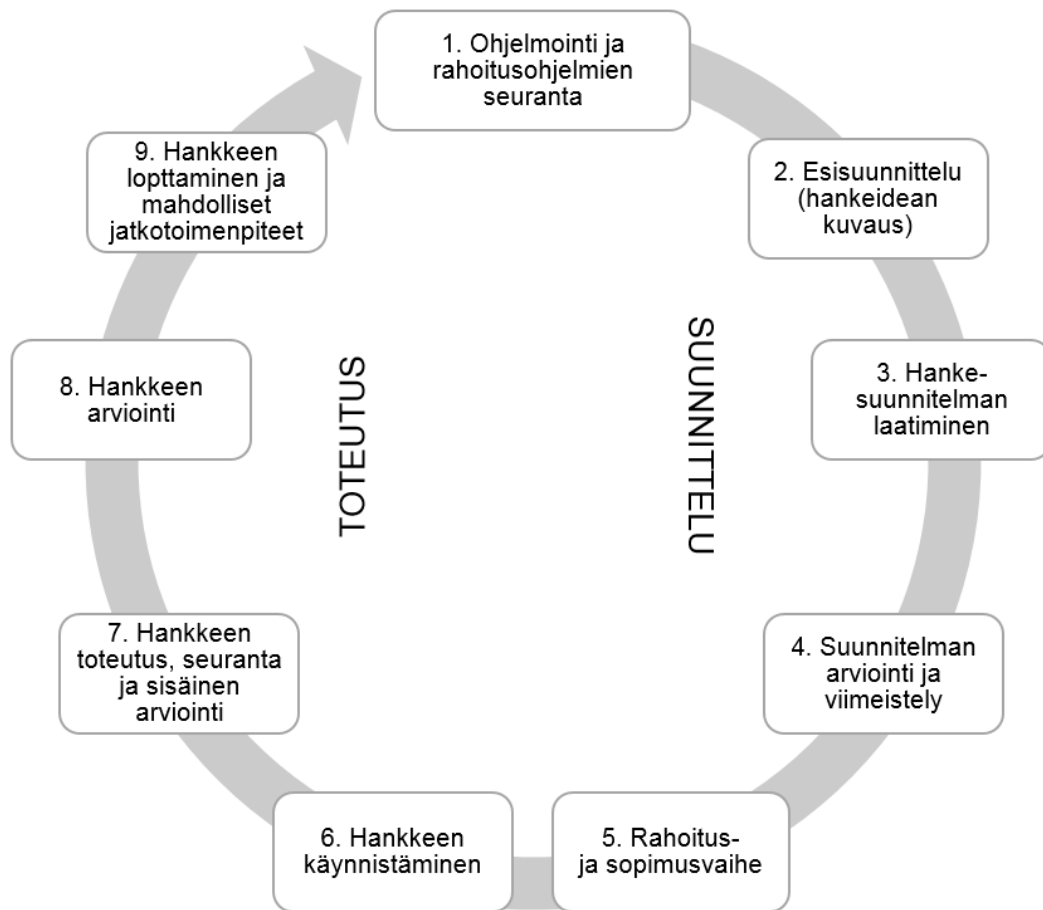 1. Ohjelmointi ja
rahoitusohjelmien
seuranta
2. Esisuunnittelu
(hankeidean
kuvaus)
3. Hanke-
suunnitelman
laatiminen
4. Suunnitelman
arviointi ja
viimeistely
5. Rahoitus-
ja sopimusvaihe
6. Hankkeen
käynnistäminen
7. Hankkeen
toteutus, seuranta
ja sisäinen
arviointi
8. Hankkeen
arviointi
9. Hankkeen
lopttaminen ja
mahdolliset
jatkotoimenpiteet
SUUNNITTELU
TOTEUTUS